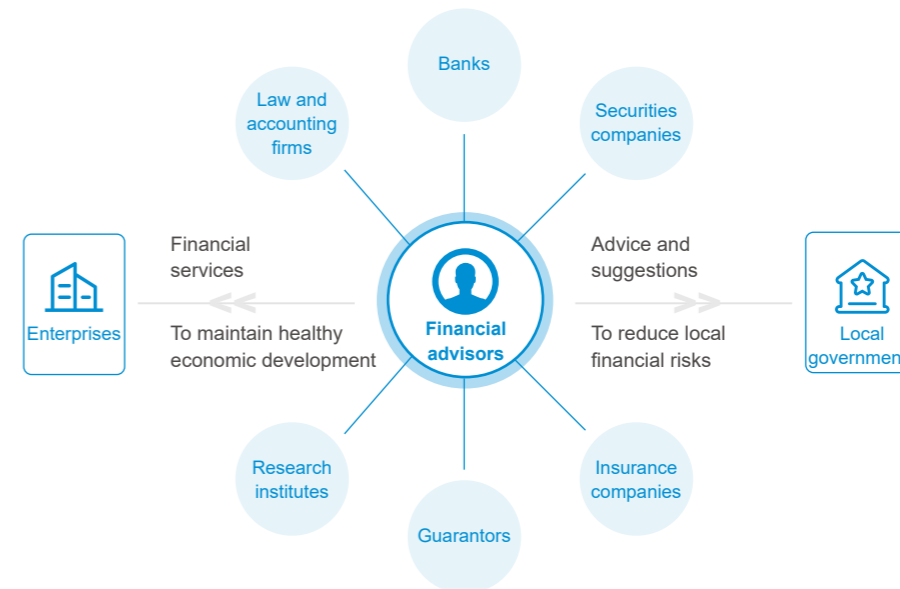 Banks
Law and
accounting
firms
Securities
companies
Financial
services
Advice and
suggestions
Enterprises
To maintain healthy
economic development
Financial
advisors
To reduce local
financial risks
Local
governmen
Research
institutes
Insurance
companies
Guarantors